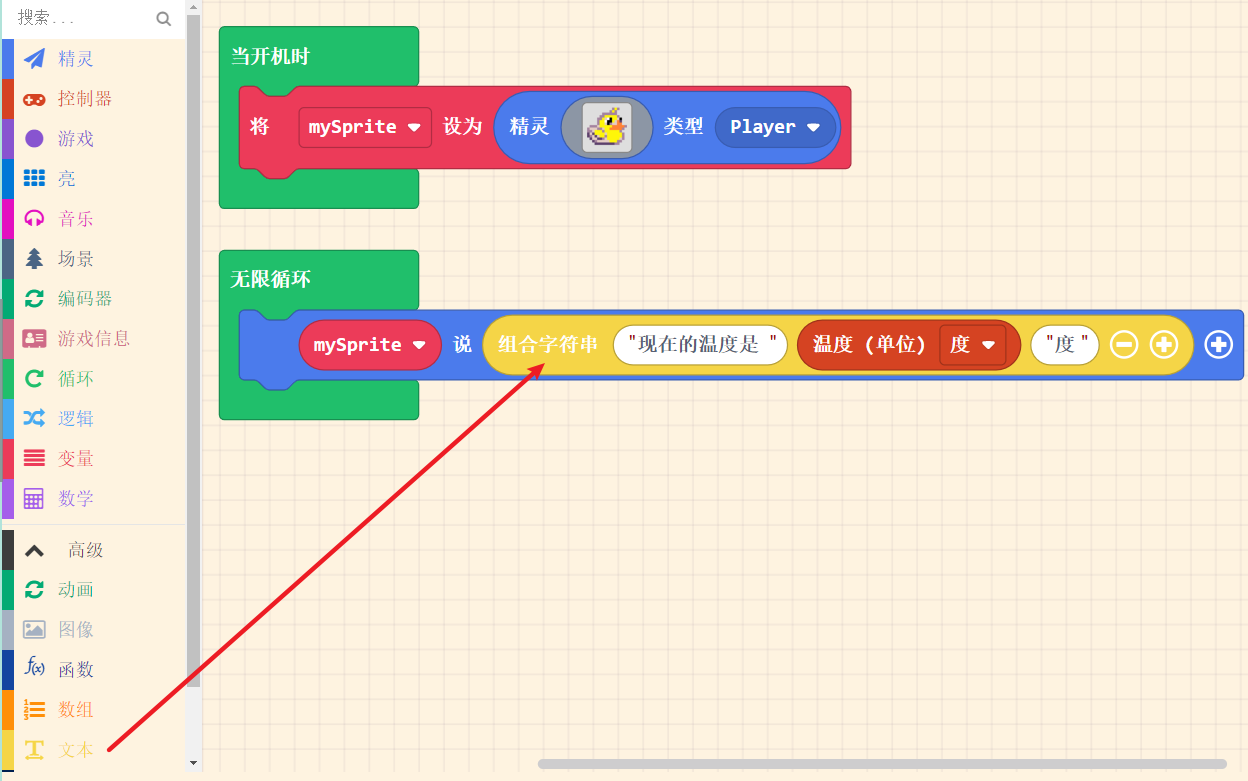 搜索...
精灵
控制器
游戏
亮
音乐
场景
编码器
游戏信息
循环
逻辑
变量
数学
高级
动画
图像
f(x) 函数
数组
文本
当开机时
将 mySprite 设为 精灵 类型 Player
无限循环
mySprite 说 组合字符串 "现在的温度是 " 温度 (单位) 度 "度 "